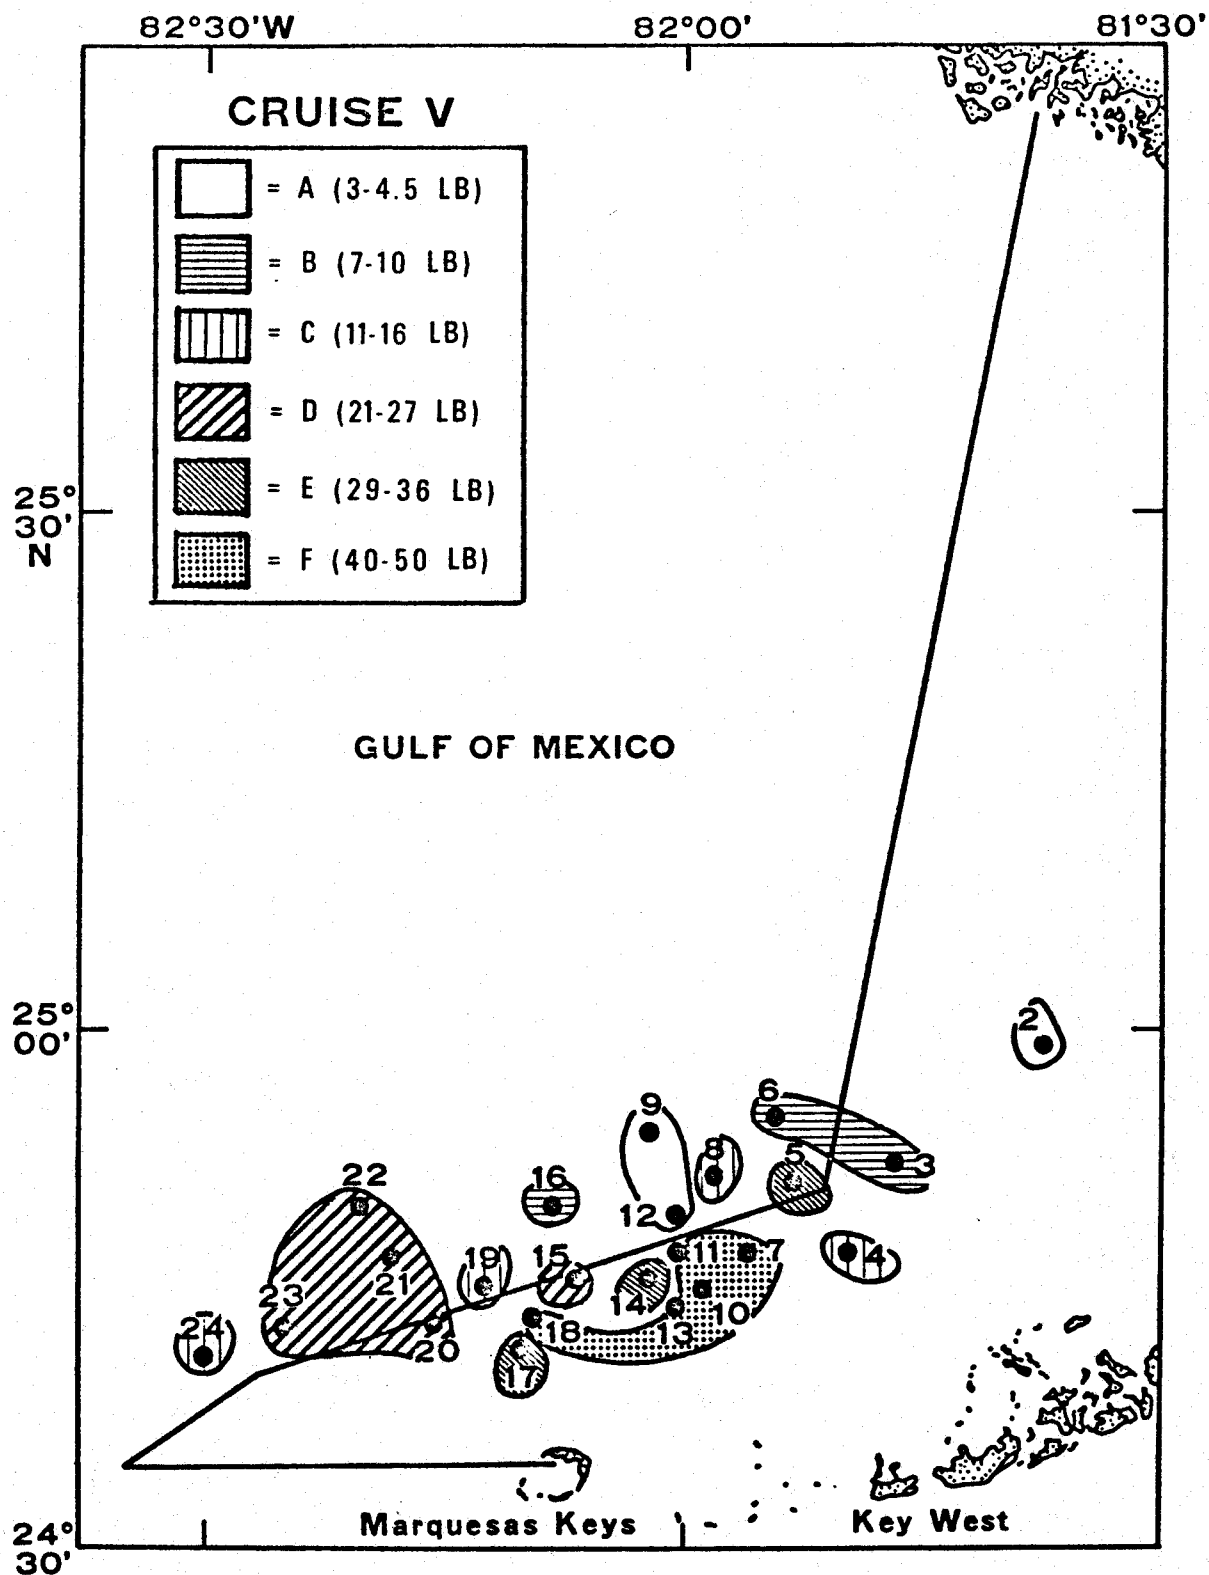 82°30'W 82°00' 81°30'
CRUISE V
= A (3-4.5 LB)
= B (7-10 LB)
= C (11-16 LB)
= D (21-27 LB)
= E (29-36 LB)
= F (40-50 LB)
25°
30'
N
GULF OF MEXICO
25°
00'
2
6
9
8
5
3
22
16
12
19
15
11
7
4
21
14
23
10
18
13
24
20
17
Marquesas Keys
Key West
24°
30'